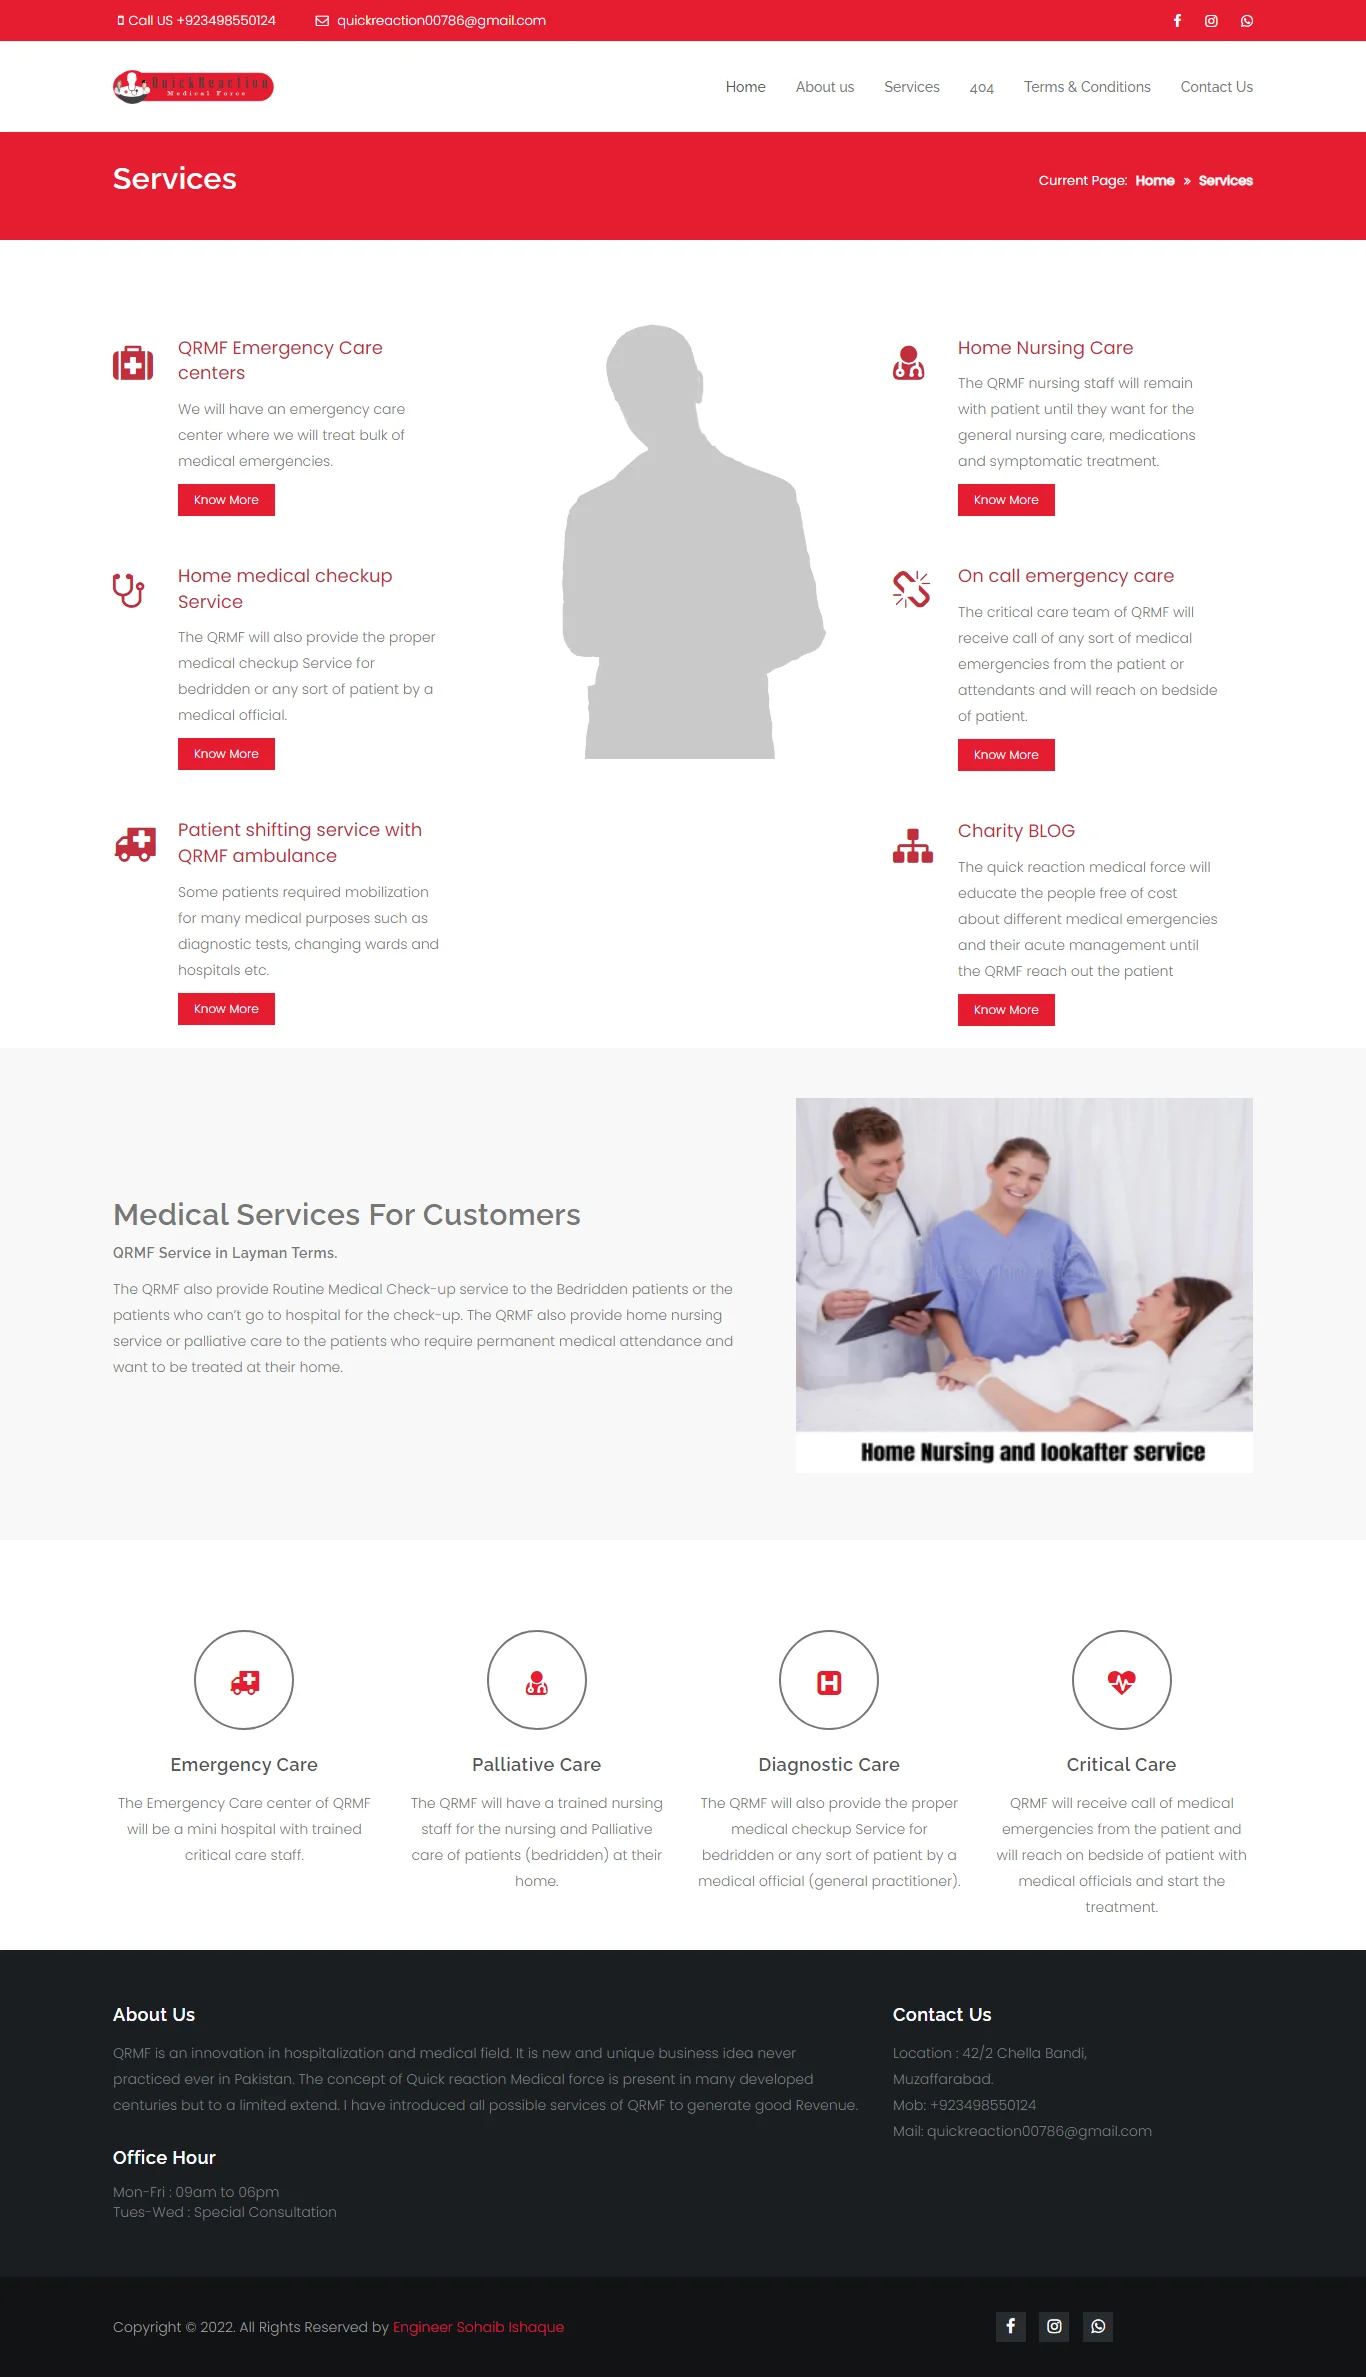 Call US +923498550124
quickreaction00786@gmail.com
QuickReaction
Medical Force
Home
About us
Services
404
Terms & Conditions
Contact Us
Services
Current Page: Home » Services
QRMF Emergency Care
centers
We will have an emergency care
center where we will treat bulk of
medical emergencies.
Know More
Home medical checkup
Service
The QRMF will also provide the proper
medical checkup Service for
bedridden or any sort of patient by a
medical official.
Know More
Patient shifting service with
QRMF ambulance
Some patients required mobilization
for many medical purposes such as
diagnostic tests, changing wards and
hospitals etc.
Know More
Home Nursing Care
The QRMF nursing staff will remain
with patient until they want for the
general nursing care, medications
and symptomatic treatment.
Know More
On call emergency care
The critical care team of QRMF will
receive call of any sort of medical
emergencies from the patient or
attendants and will reach on bedside
of patient.
Know More
Charity BLOG
The quick reaction medical force will
educate the people free of cost
about different medical emergencies
and their acute management until
the QRMF reach out the patient
Know More
Medical Services For Customers
QRMF Service in Layman Terms.
The QRMF also provide Routine Medical Check-up service to the Bedridden patients or the
patients who can't go to hospital for the check-up. The QRMF also provide home nursing
service or palliative care to the patients who require permanent medical attendance and
want to be treated at their home.
Home Nursing and lookafter service
Emergency Care
The Emergency Care center of QRMF
will be a mini hospital with trained
critical care staff.
Palliative Care
The QRMF will have a trained nursing
staff for the nursing and Palliative
care of patients (bedridden) at their
home.
H
Diagnostic Care
The QRMF will also provide the proper
medical checkup Service for
bedridden or any sort of patient by a
medical official (general practitioner).
Critical Care
QRMF will receive call of medical
emergencies from the patient and
will reach on bedside of patient with
medical officials and start the
treatment.
About Us
QRMF is an innovation in hospitalization and medical field. It is new and unique business idea never
practiced ever in Pakistan. The concept of Quick reaction Medical force is present in many developed
centuries but to a limited extend. I have introduced all possible services of QRMF to generate good Revenue.
Office Hour
Mon-Fri : 09am to 06pm
Tues-Wed : Special Consultation
Contact Us
Location : 42/2 Chella Bandi,
Muzaffarabad.
Mob: +923498550124
Mail: quickreaction00786@gmail.com
Copyright © 2022. All Rights Reserved by Engineer Sohaib Ishaque